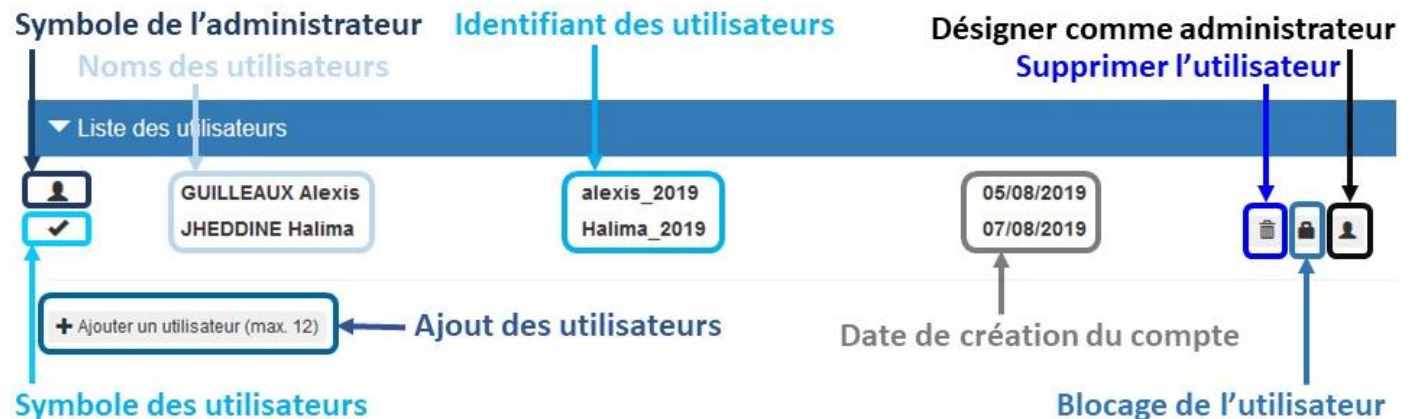 Symbole de l’administrateur
Identifiant des utilisateurs
Désigner comme administrateur
Noms des utilisateurs
Supprimer l’utilisateur
Liste des utilisateurs
GUILLEAUX Alexis alexis_2019 05/08/2019
JHEDDINE Halima Halima_2019 07/08/2019
Ajouter un utilisateur (max. 12)
Ajout des utilisateurs
Date de création du compte
Symbole des utilisateurs
Blocage de l’utilisateur